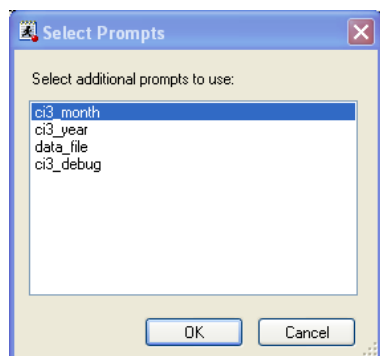 Select Prompts
Select additional prompts to use:
ci3_month
ci3_year
data_file
ci3_debug
OK Cancel